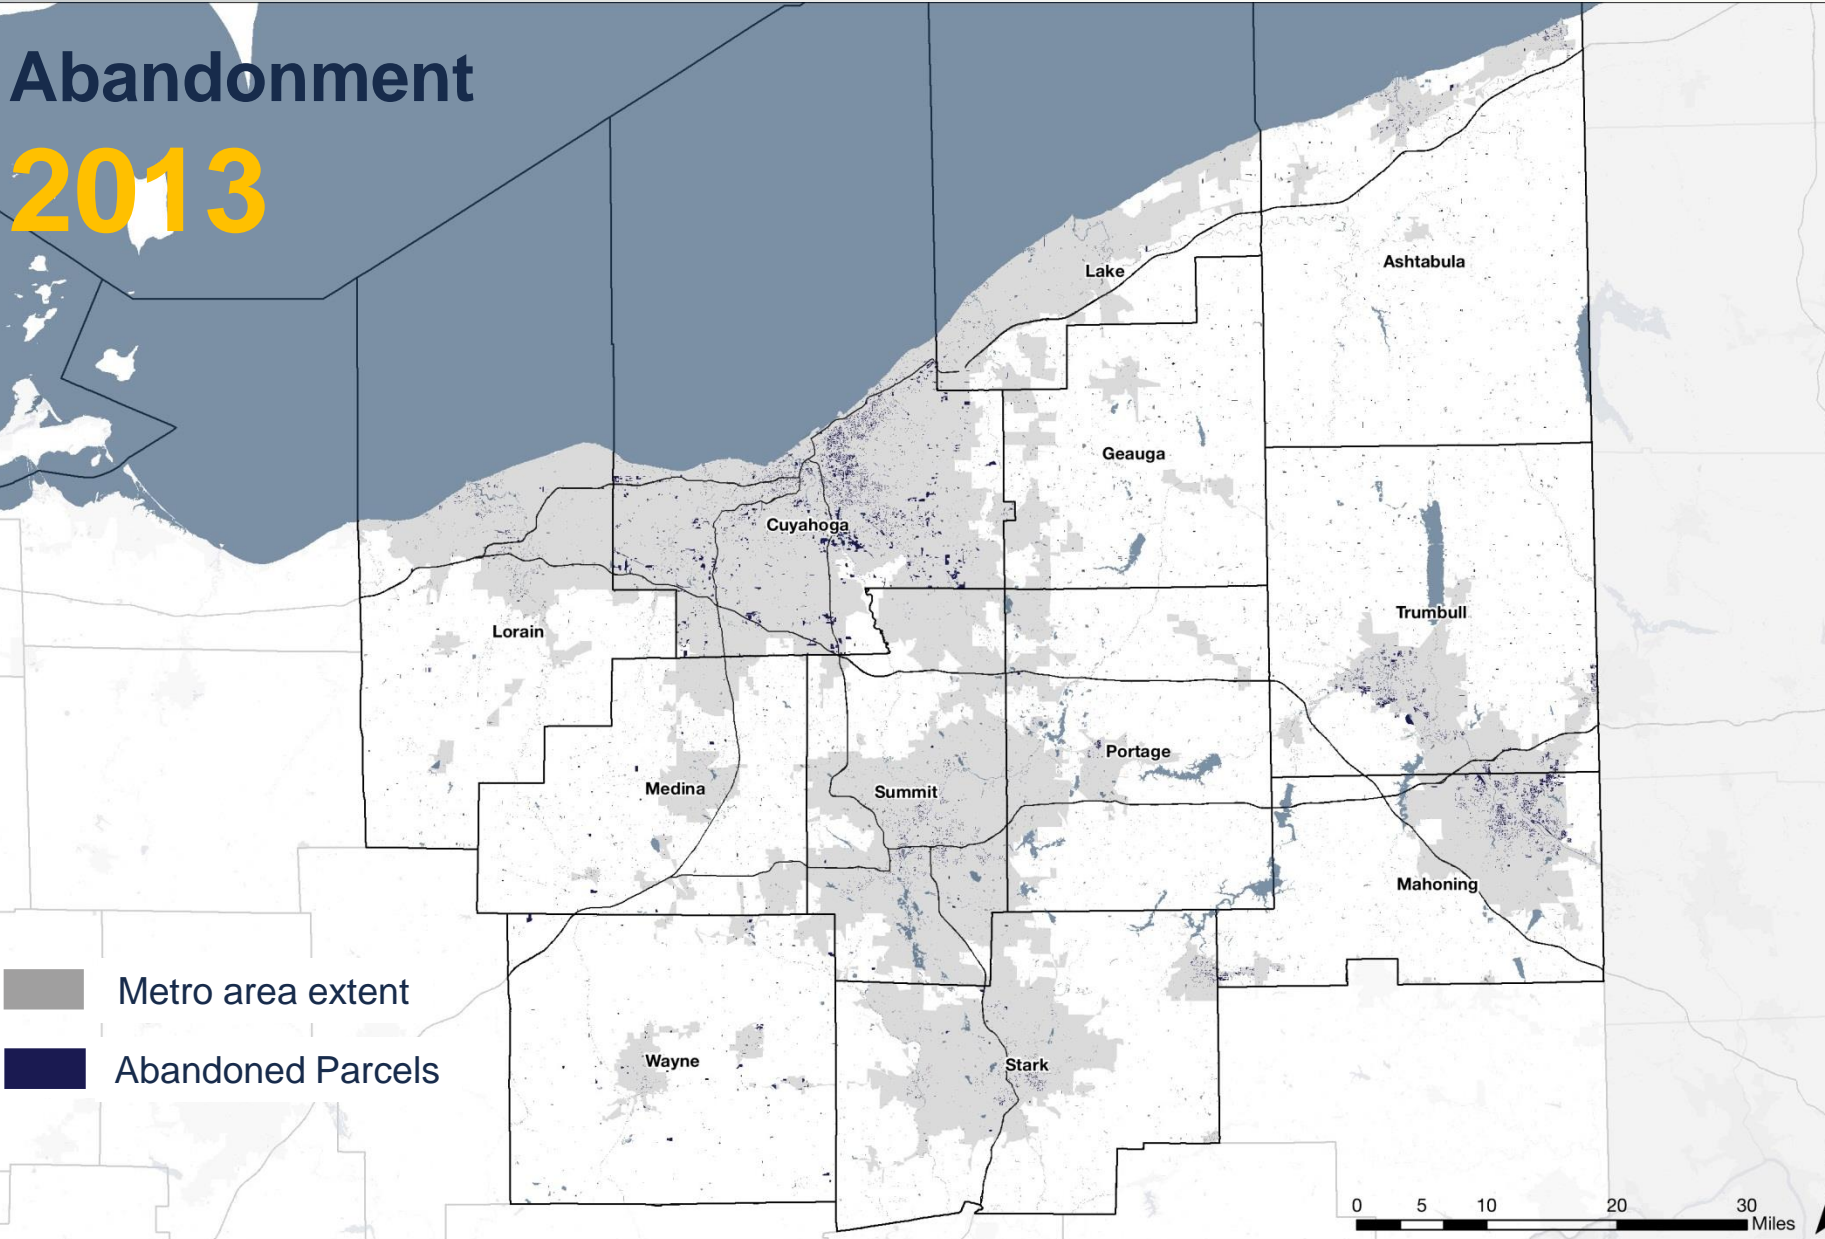 Abandonment
2013
Lake
Ashtabula
Geauga
Cuyahoga
Trumbull
Lorain
Portage
Medina
Summit
Mahoning
Metro area extent
Wayne
Stark
Abandoned Parcels
0 5 10 20 30
Miles